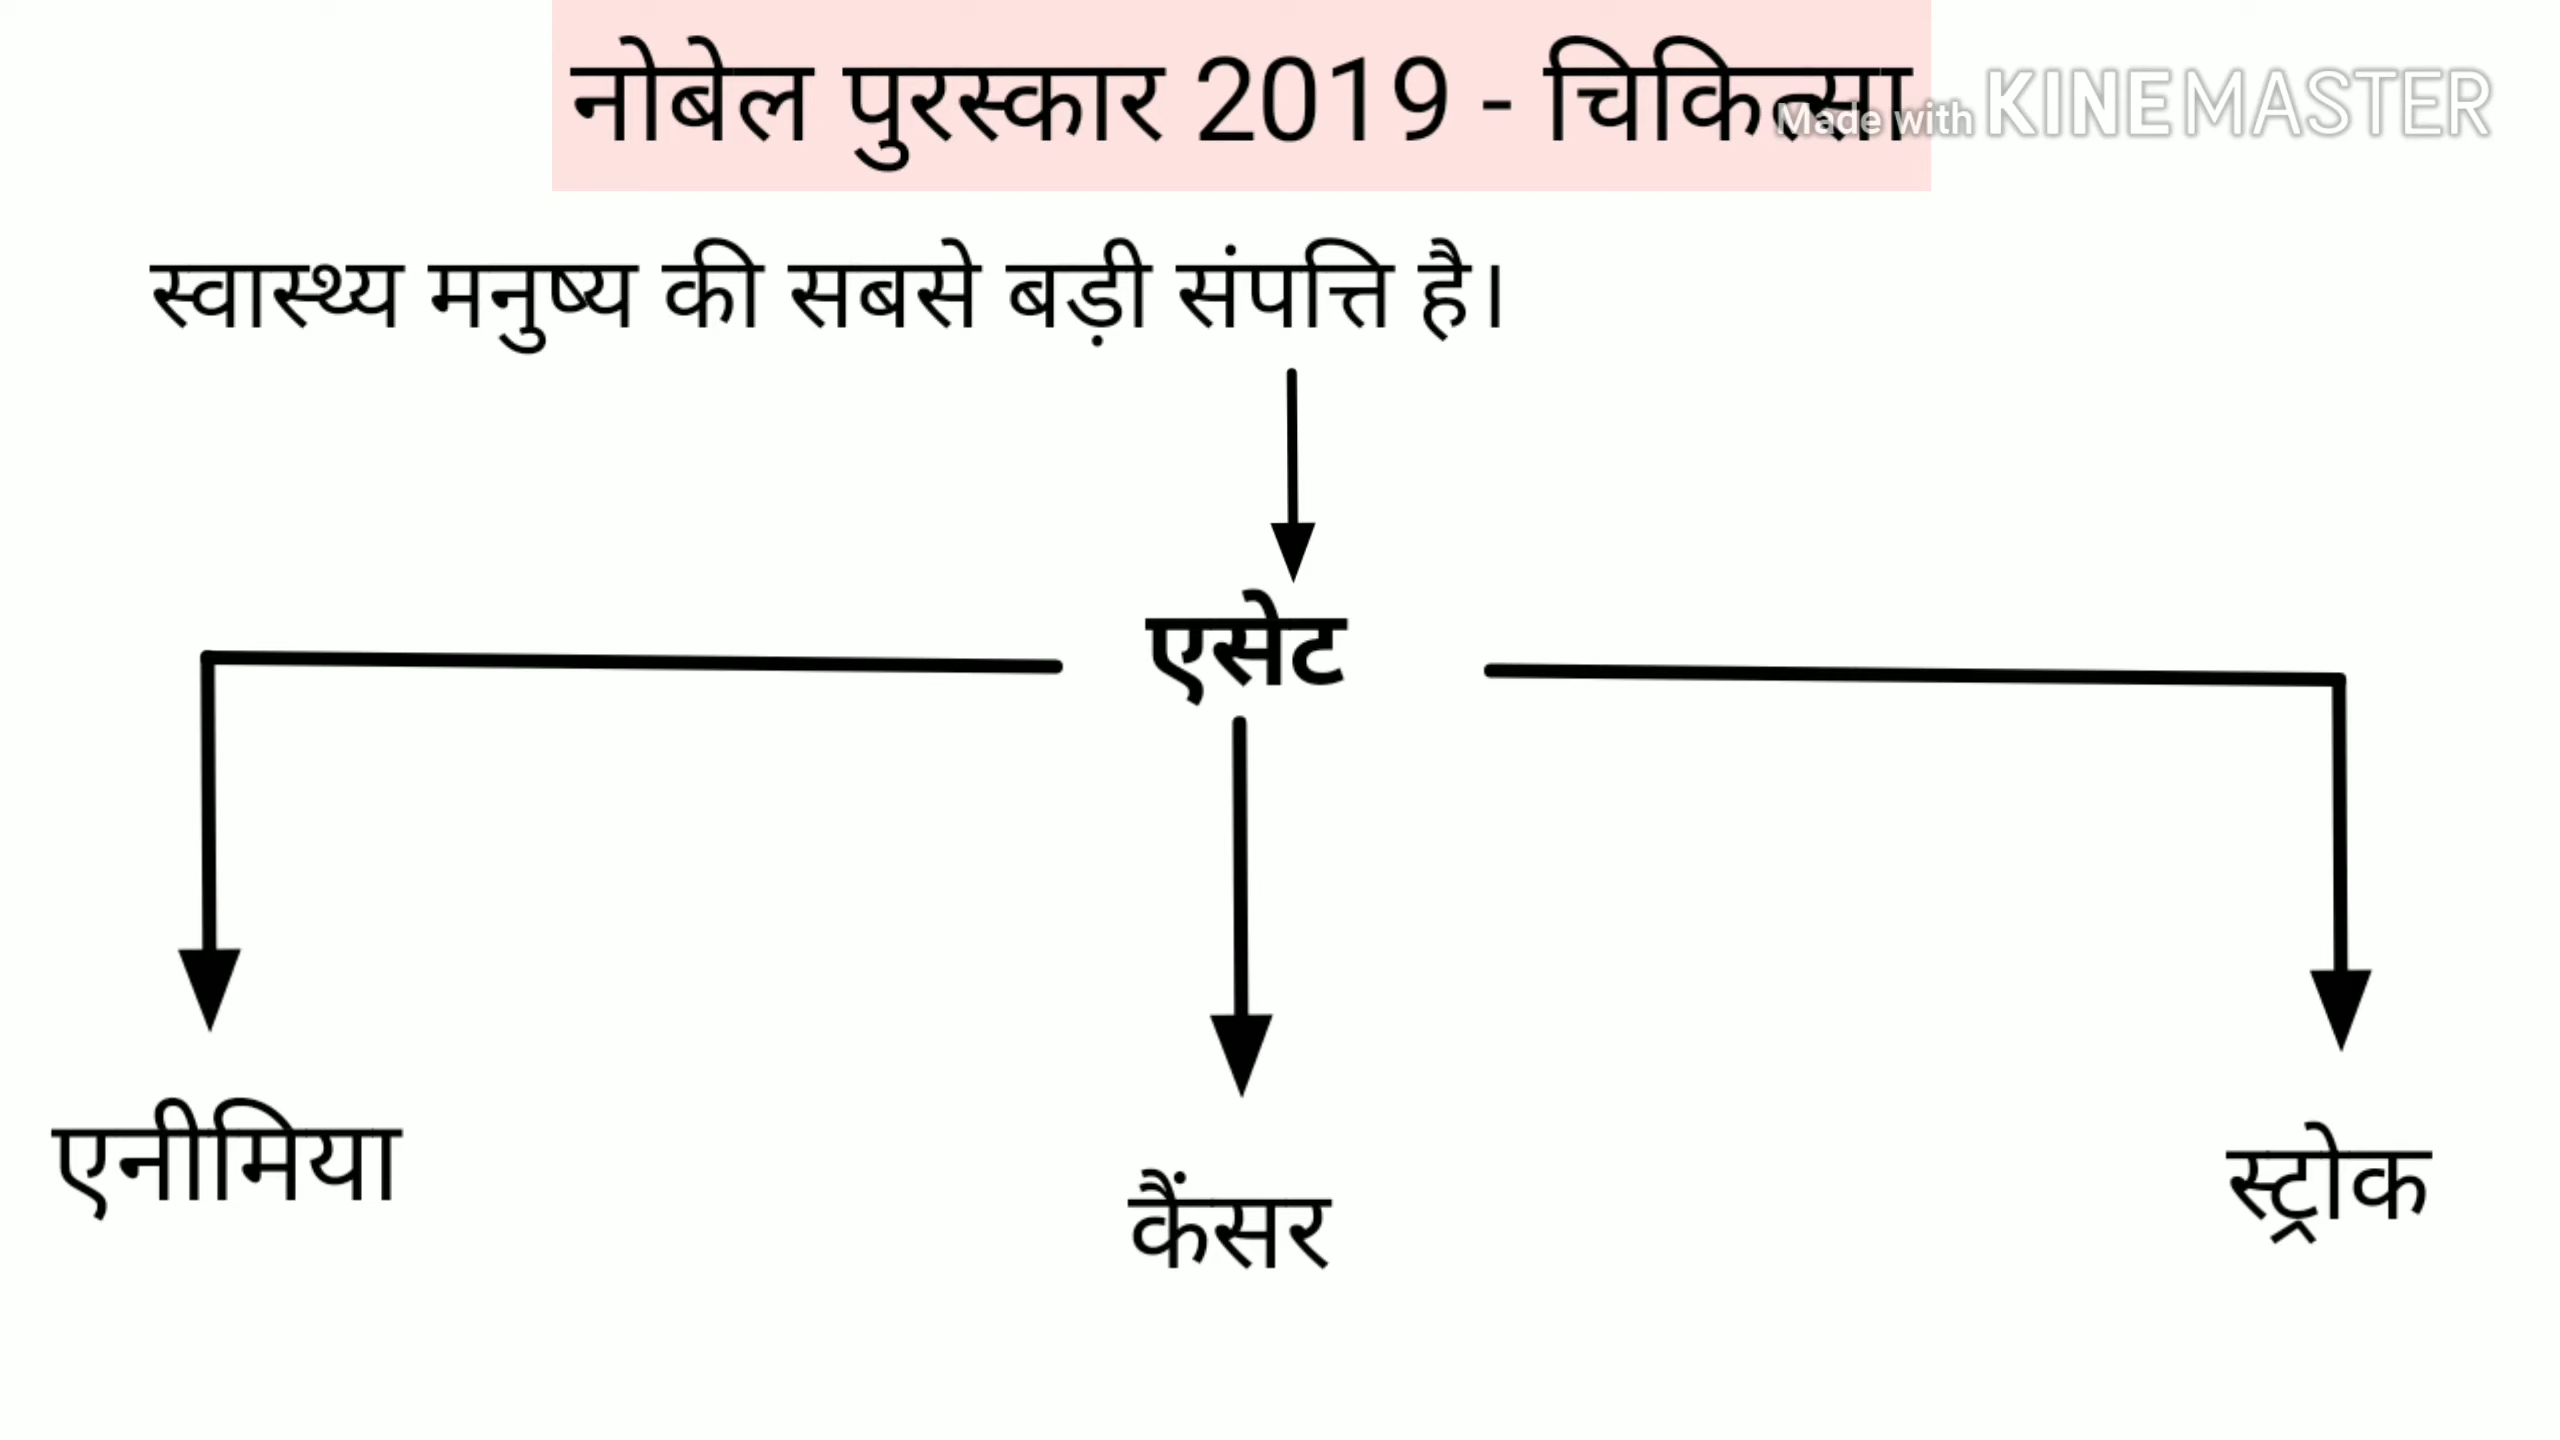 नोबेल पुरस्कार 2019 - चिकित्सा
Made with KINEMASTER
स्वास्थ्य मनुष्य की सबसे बड़ी संपत्ति है।
एसेट
एनीमिया
कैंसर
स्ट्रोक